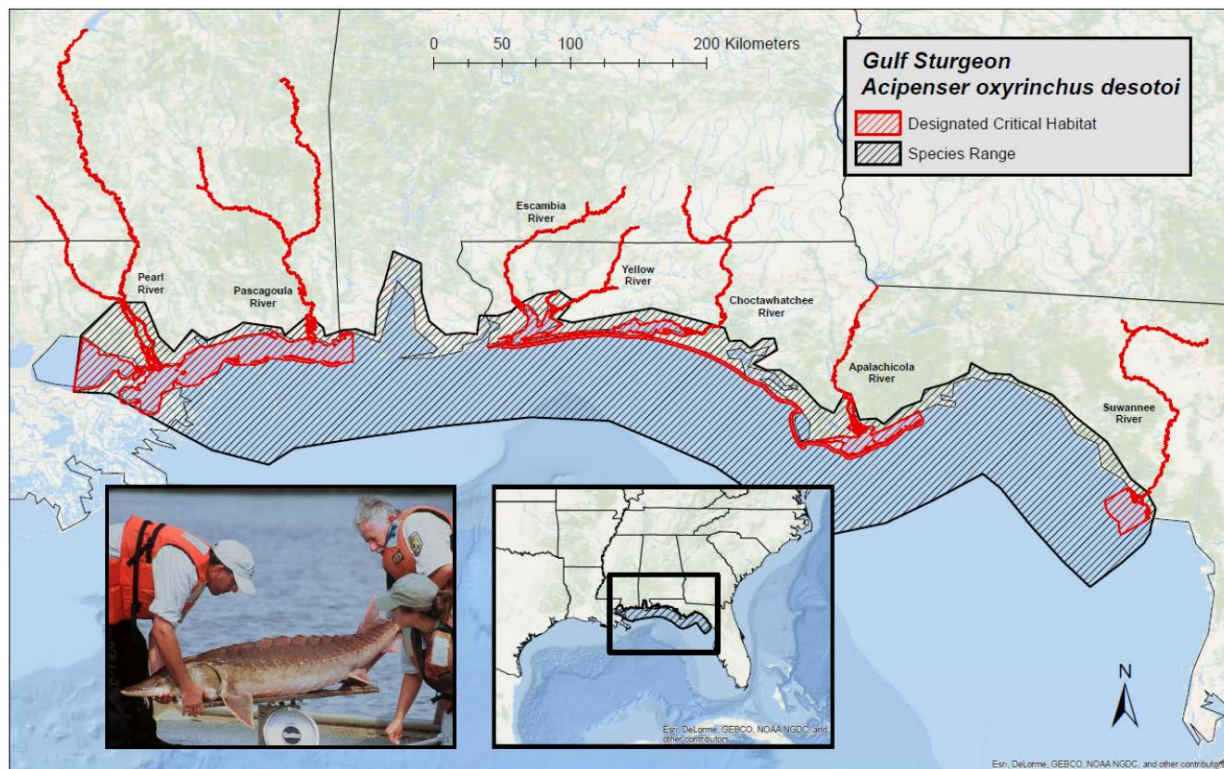 0 50 100 200 Kilometers
Gulf Sturgeon
Acipenser oxyrinchus desotoi
Designated Critical Habitat
Species Range
Escambia
River
Pearl
River
Pascagoula
River
Yellow
River
Choctawhatchee
River
Apalachicola
River
Suwannee
River
N
Esri, DeLorme, GEBCO, NOAA NGDC, and
other contributors
Esri, DeLorme, GEBCO, NOAA NGDC, and other contributors